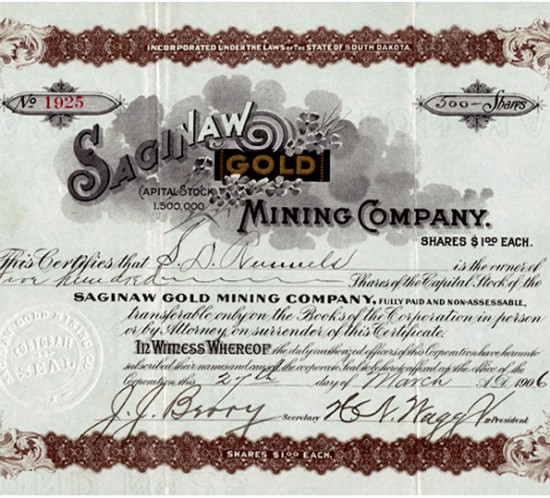 INCORPORATED UNDER THE LAWS OF THE STATE OF SOUTH DAKOTA.
No 1925
500 Shares
SAGINAW
GOLD
CAPITAL STOCK
1,500,000
MINING COMPANY.
SHARES $1.00 EACH.
This Certifies that S. D. Runnels is the owner of
Five hundred Shares of the Capital Stock of the
SAGINAW GOLD MINING COMPANY, FULLY PAID AND NON-ASSESSABLE,
transferable only on the Books of the Corporation in person
or by Attorney on surrender of this Certificate.
IN WITNESS WHEREOF the duly authorized officers of this Corporation have hereunto
subscribed their names and caused the corporate Seal to be hereto affixed at the office of the
Corporation, this 27th day of March A.D. 1906
J. J. Berry Secretary H. N. President
SAGINAW GOLD MINING CO.
CORPORATE
SEAL
SHARES $1.00 EACH.